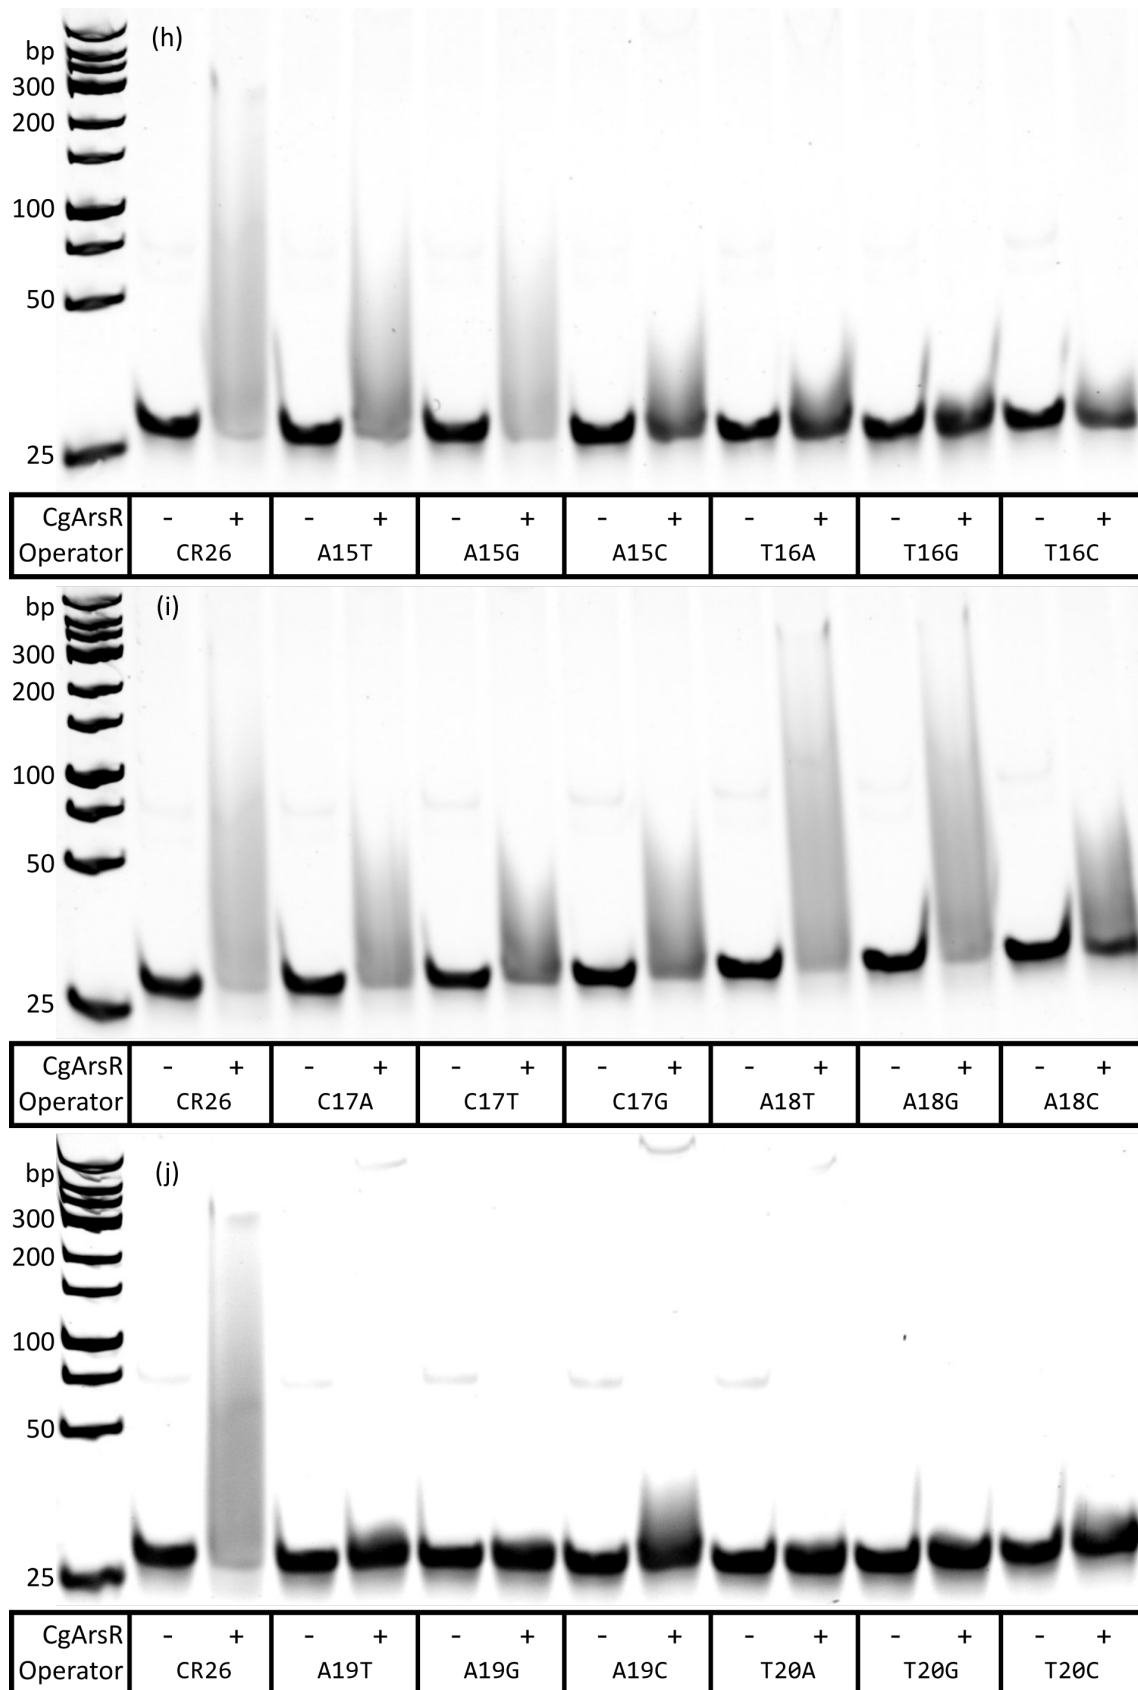 (h)
bp
300
200
100
50
25
CgArsR - + - + - + - + - + - + - +
Operator CR26 A15T A15G A15C T16A T16G T16C
(i)
bp
300
200
100
50
25
CgArsR - + - + - + - + - + - + - +
Operator CR26 C17A C17T C17G A18T A18G A18C
(j)
bp
300
200
100
50
25
CgArsR - + - + - + - + - + - + - +
Operator CR26 A19T A19G A19C T20A T20G T20C